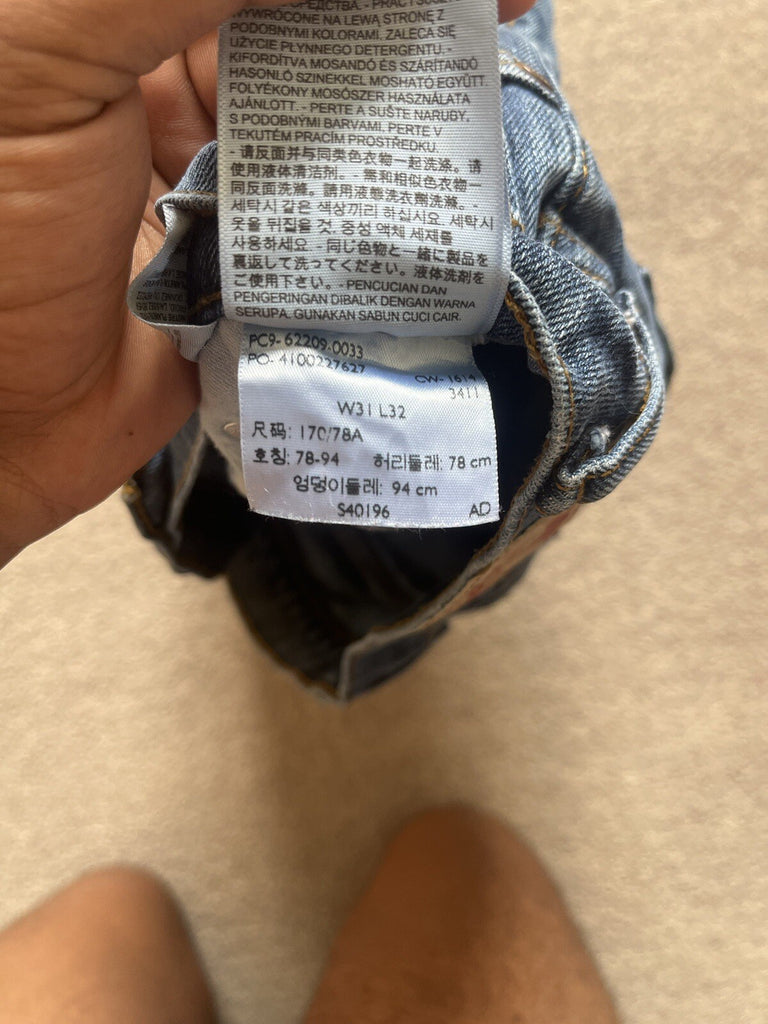 СРЕДСТВА. - PRAĆ I SUSZYĆ
WYWRÓCONE NA LEWĄ STRONĘ Z
PODOBNYMI KOLORAMI. ZALECA SIĘ
UŻYCIE PŁYNNEGO DETERGENTU. -
KIFORDÍTVA MOSANDÓ ÉS SZÁRÍTANDÓ
HASONLÓ SZINEKKEL MOSHATÓ EGYÜTT.
FOLYÉKONY MOSÓSZER HASZNÁLATA
AJÁNLOTT. - PERTE A SUŠTE NARUBY,
S PODOBNÝMI BARVAMI. PERTE V
TEKUTÉM PRACÍM PROSTŘEDKU.
- 请反面并与同类色衣物一起洗涤。请
使用液体清洁剂。- 請和相似色衣物一
同反面洗滌。請用液態洗衣劑洗滌。-
세탁시 같은 색상끼리 하십시요. 세탁시
옷을 뒤집을 것. 중성 액체 세제를
사용하세요 - 同じ色物と一緒に製品を
裏返して洗ってください。液体洗剤を
ご使用下さい。- PENCUCIAN DAN
PENGERINGAN DIBALIK DENGAN WARNA
SERUPA. GUNAKAN SABUN CUCI CAIR.
PC9- 62209.0033
PO- 4100227627
CW- 1614
3411
W31 L32
尺码: 170/78A
호칭: 78-94 허리둘레: 78 cm
엉덩이둘레: 94 cm
S40196 AD